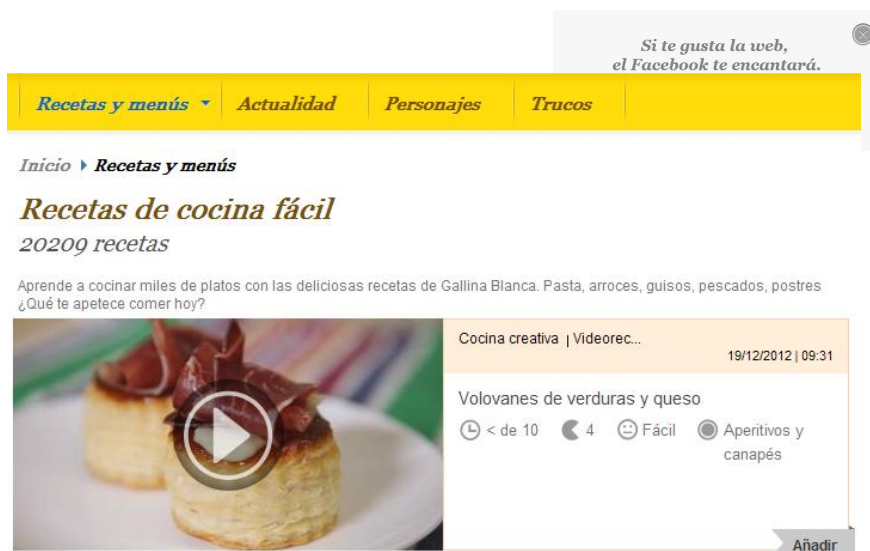 Si te gusta la web,
el Facebook te encantará.
Recetas y menús Actualidad Personajes Trucos
Inicio Recetas y menús
Recetas de cocina fácil
20209 recetas
Aprende a cocinar miles de platos con las deliciosas recetas de Gallina Blanca. Pasta, arroces, guisos, pescados, postres
¿Qué te apetece comer hoy?
Cocina creativa | Videorec...
19/12/2012 | 09:31
Volovanes de verduras y queso
< de 10 4 Fácil Aperitivos y
canapés
Añadir